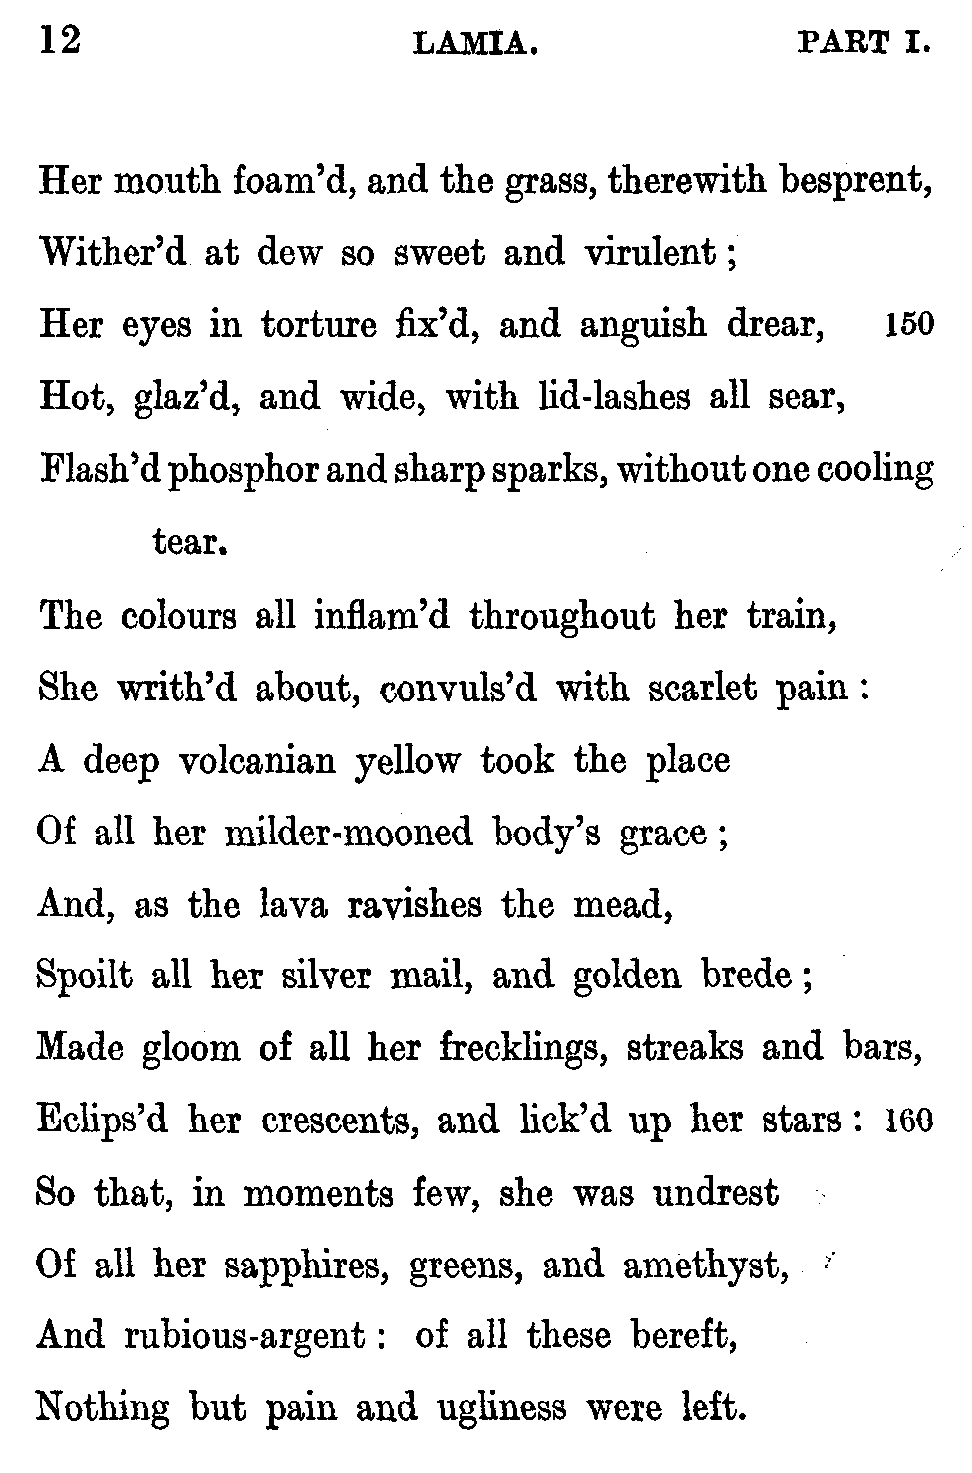 12 LAMIA. PART I.
Her mouth foam'd, and the grass, therewith besprent,
Wither'd at dew so sweet and virulent ;
Her eyes in torture fix'd, and anguish drear, 150
Hot, glaz'd, and wide, with lid-lashes all sear,
Flash'd phosphor and sharp sparks, without one cooling
tear.
The colours all inflam'd throughout her train,
She writh'd about, convuls'd with scarlet pain :
A deep volcanian yellow took the place
Of all her milder-mooned body's grace ;
And, as the lava ravishes the mead,
Spoilt all her silver mail, and golden brede ;
Made gloom of all her frecklings, streaks and bars,
Eclips'd her crescents, and lick'd up her stars : 160
So that, in moments few, she was undrest
Of all her sapphires, greens, and amethyst,
And rubious-argent : of all these bereft,
Nothing but pain and ugliness were left.